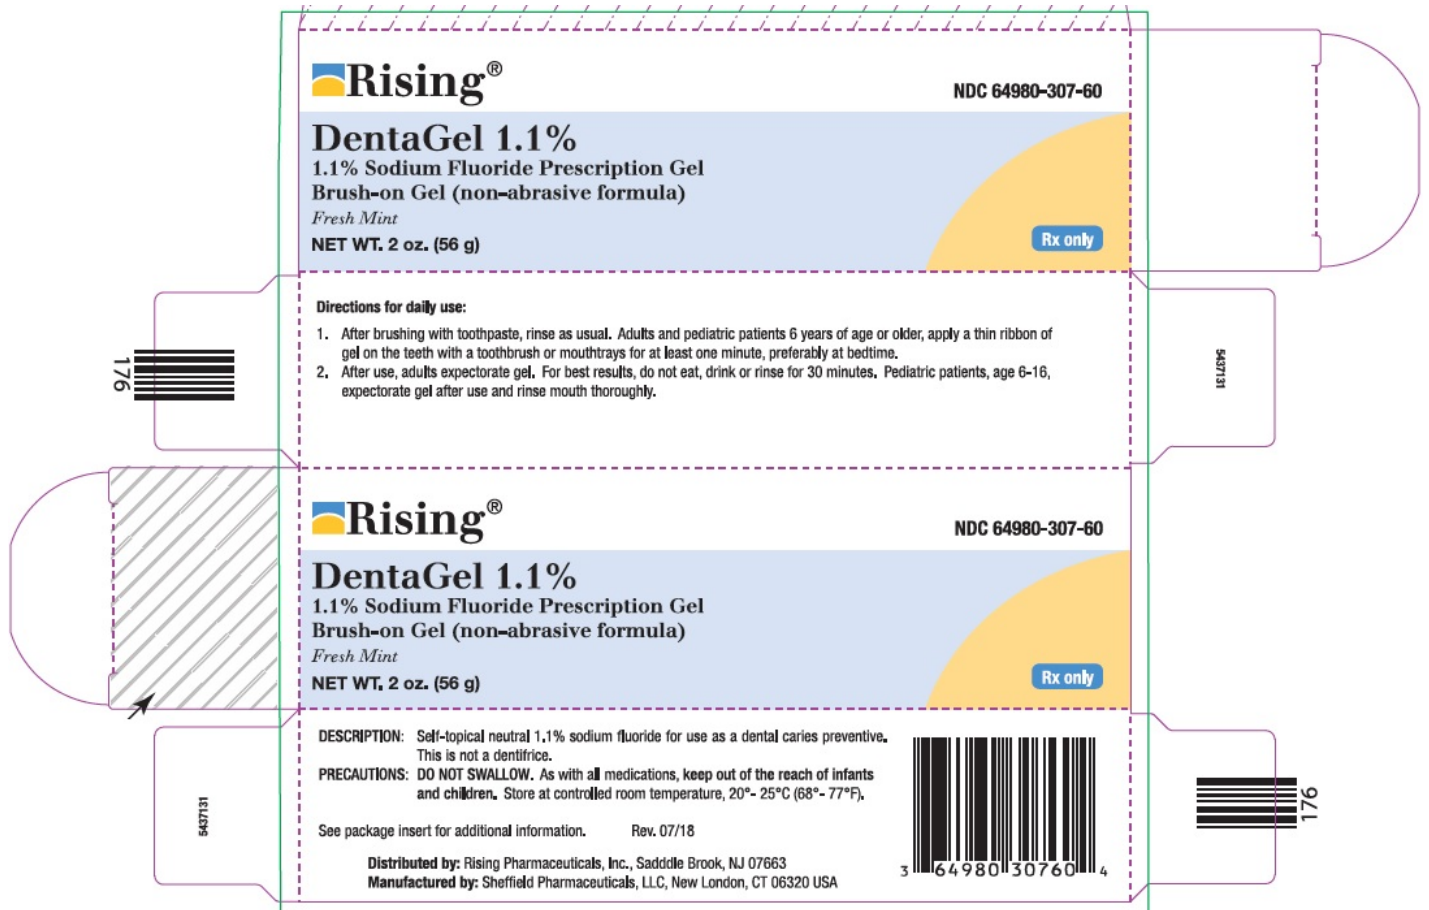 Rising®
NDC 64980-307-60
DentaGel 1.1%
1.1% Sodium Fluoride Prescription Gel
Brush-on Gel (non-abrasive formula)
Fresh Mint
NET WT. 2 oz. (56 g)
Rx only
Directions for daily use:
1. After brushing with toothpaste, rinse as usual. Adults and pediatric patients 6 years of age or older, apply a thin ribbon of
gel on the teeth with a toothbrush or mouthtrays for at least one minute, preferably at bedtime.
2. After use, adults expectorate gel. For best results, do not eat, drink or rinse for 30 minutes. Pediatric patients, age 6-16,
expectorate gel after use and rinse mouth thoroughly.
176
5437131
Rising®
NDC 64980-307-60
DentaGel 1.1%
1.1% Sodium Fluoride Prescription Gel
Brush-on Gel (non-abrasive formula)
Fresh Mint
NET WT. 2 oz. (56 g)
Rx only
DESCRIPTION: Self-topical neutral 1.1% sodium fluoride for use as a dental caries preventive.
This is not a dentifrice.
PRECAUTIONS: DO NOT SWALLOW. As with all medications, keep out of the reach of infants
and children. Store at controlled room temperature, 20°- 25°C (68°- 77°F).
See package insert for additional information. Rev. 07/18
Distributed by: Rising Pharmaceuticals, Inc., Sadddle Brook, NJ 07663
Manufactured by: Sheffield Pharmaceuticals, LLC, New London, CT 06320 USA
3 64980 30760 4
5437131
176